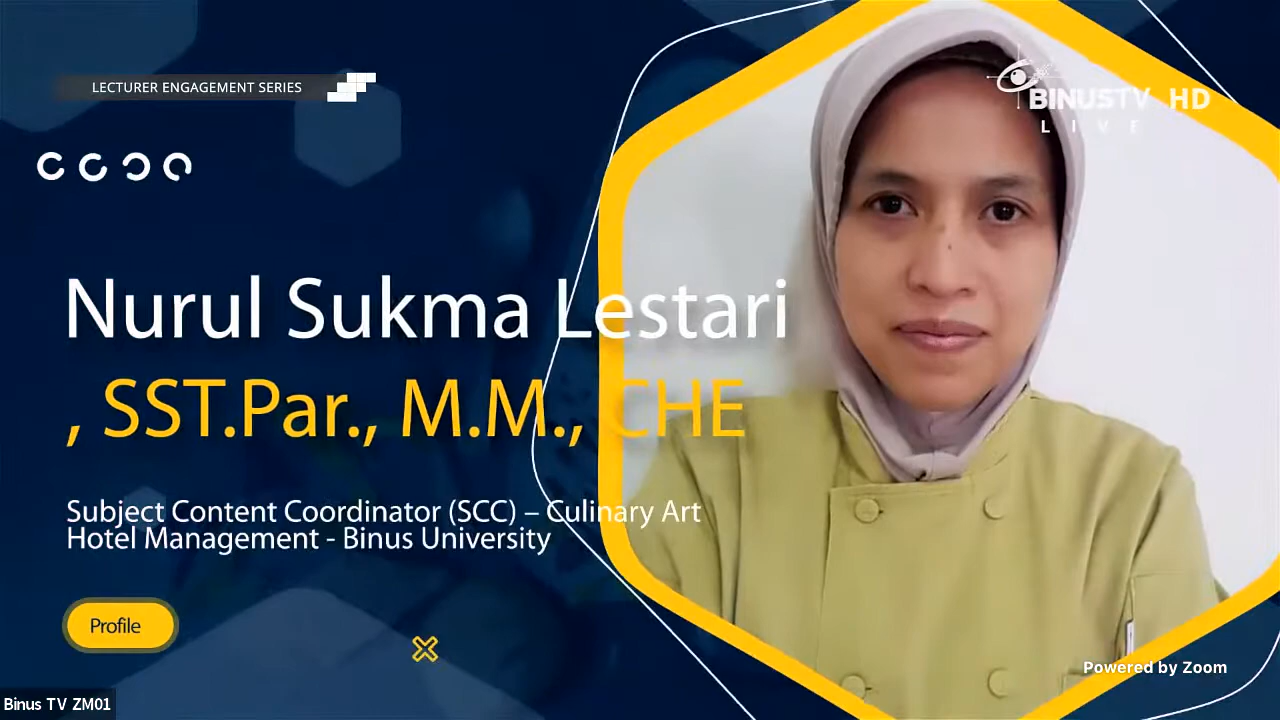 LECTURER ENGAGEMENT SERIES
BINUSTV HD
LIVE
Nurul Sukma Lestari
, SST.Par., M.M., CHE
Subject Content Coordinator (SCC) – Culinary Art
Hotel Management - Binus University
Profile
Powered by Zoom
Binus TV ZM01